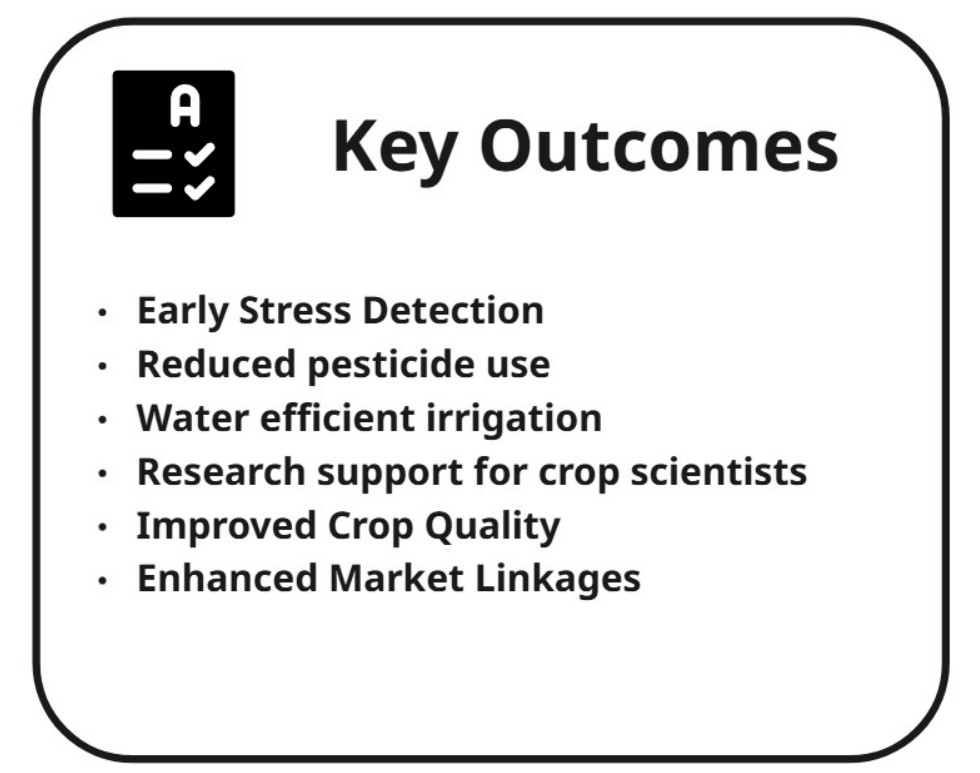 A
Key Outcomes
· Early Stress Detection
· Reduced pesticide use
· Water efficient irrigation
· Research support for crop scientists
· Improved Crop Quality
· Enhanced Market Linkages